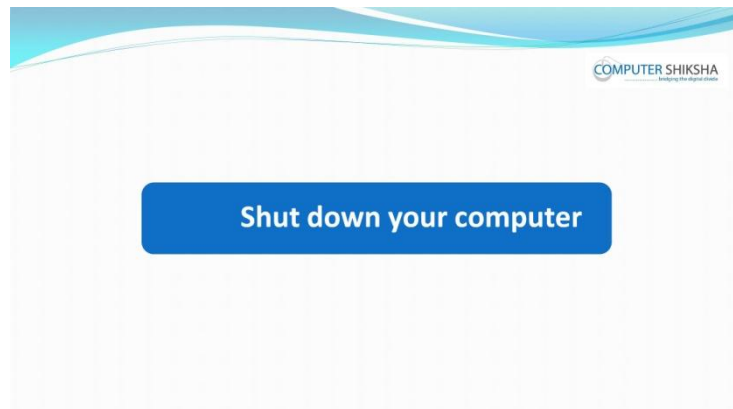 COMPUTER SHIKSHA
bridging the digital divide
Shut down your computer